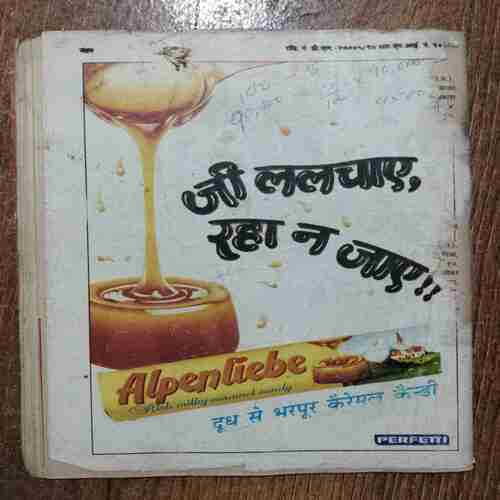 जी ललचाए,
रहा न जाए!!
Alpenliebe
Rich milky caramel candy
दूध से भरपूर कैरेमल कैन्डी
PERFETTI